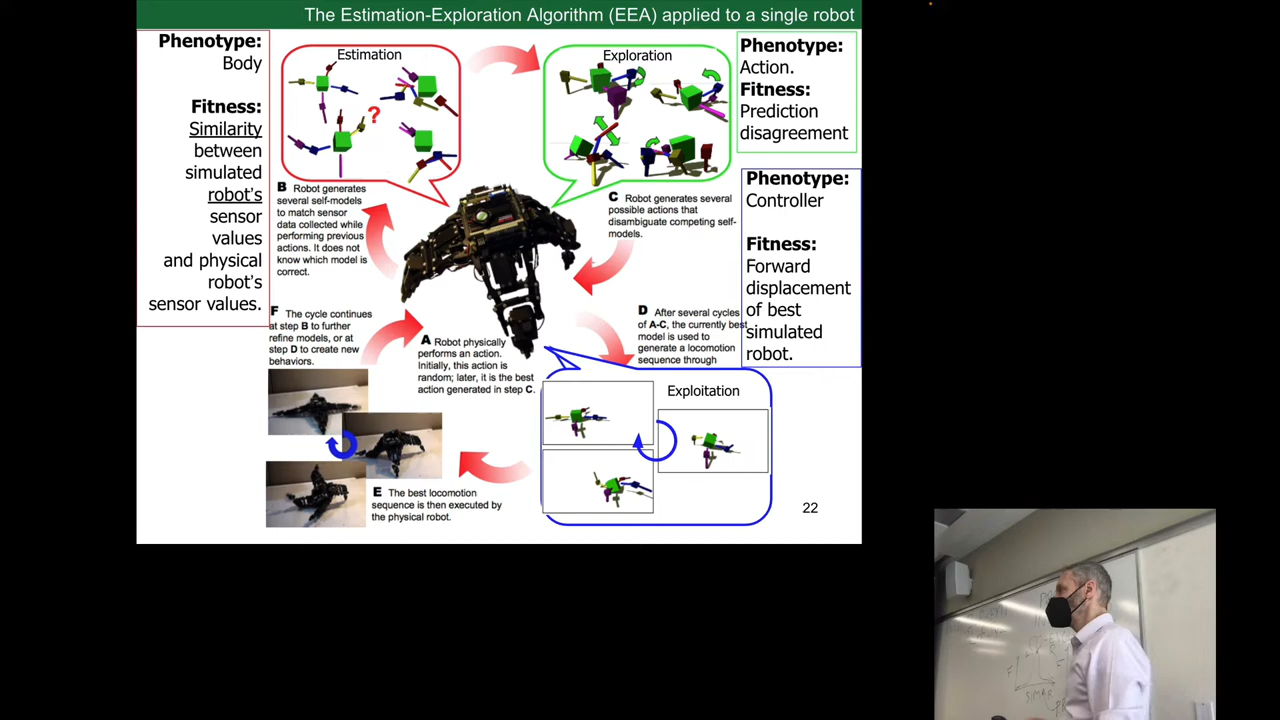 The Estimation-Exploration Algorithm (EEA) applied to a single robot
Phenotype:
Body
Fitness:
Similarity
between
simulated
robot's
sensor
values
and physical
robot's
sensor values.
Estimation
?
B Robot generates
several self-models
to match sensor
data collected while
performing previous
actions. It does not
know which model is
correct.
Exploration
C Robot generates several
possible actions that
disambiguate competing self-
models.
Phenotype:
Action.
Fitness:
Prediction
disagreement
Phenotype:
Controller
Fitness:
Forward
displacement
of best
simulated
robot.
F The cycle continues
at step B to further
refine models, or at
step D to create new
behaviors.
A Robot physically
performs an action.
Initially, this action is
random; later, it is the best
action generated in step C.
D After several cycles
of A-C, the currently best
model is used to
generate a locomotion
sequence through
Exploitation
E The best locomotion
sequence is then executed by
the physical robot.
22